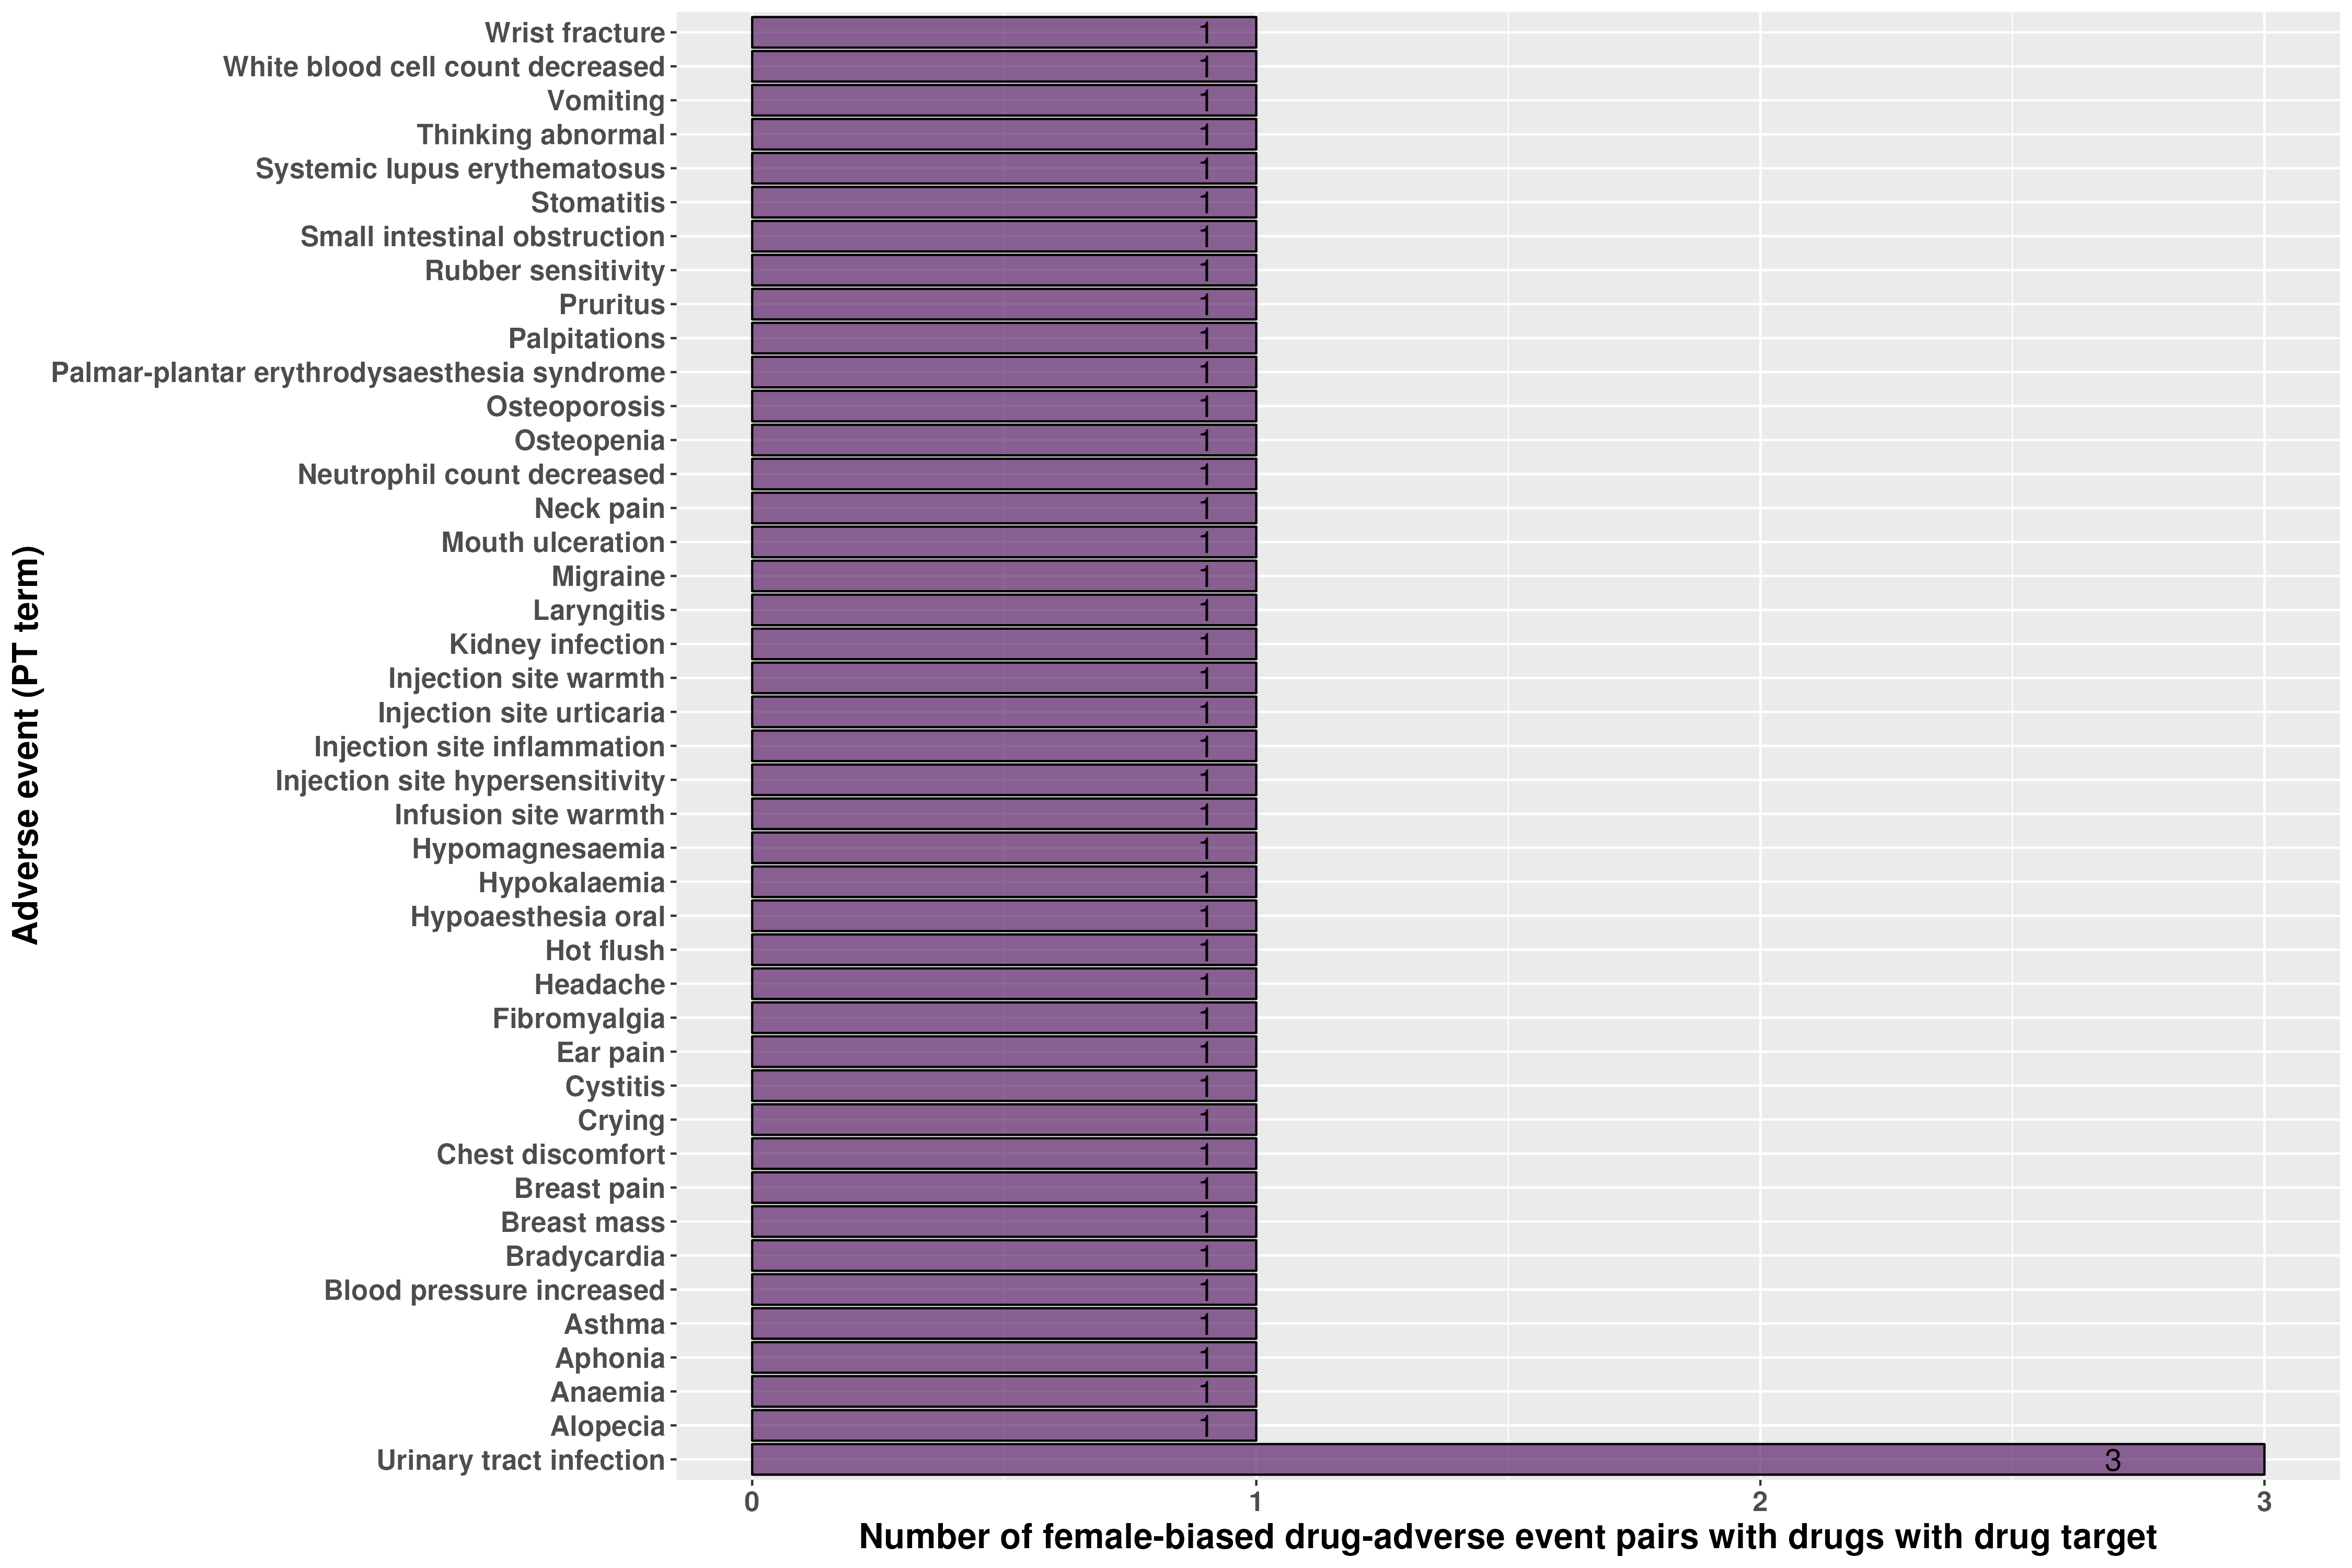 Wrist fracture 1
White blood cell count decreased 1
Vomiting 1
Thinking abnormal 1
Systemic lupus erythematosus 1
Stomatitis 1
Small intestinal obstruction 1
Rubber sensitivity 1
Pruritus 1
Palpitations 1
Palmar-plantar erythrodysaesthesia syndrome 1
Osteoporosis 1
Osteopenia 1
Neutrophil count decreased 1
Neck pain 1
Mouth ulceration 1
Migraine 1
Laryngitis 1
Kidney infection 1
Injection site warmth 1
Injection site urticaria 1
Injection site inflammation 1
Injection site hypersensitivity 1
Infusion site warmth 1
Hypomagnesaemia 1
Hypokalaemia 1
Hypoaesthesia oral 1
Hot flush 1
Headache 1
Fibromyalgia 1
Ear pain 1
Cystitis 1
Crying 1
Chest discomfort 1
Breast pain 1
Breast mass 1
Bradycardia 1
Blood pressure increased 1
Asthma 1
Aphonia 1
Anaemia 1
Alopecia 1
Urinary tract infection 3
0 1 2 3
Number of female-biased drug-adverse event pairs with drugs with drug target
Adverse event (PT term)